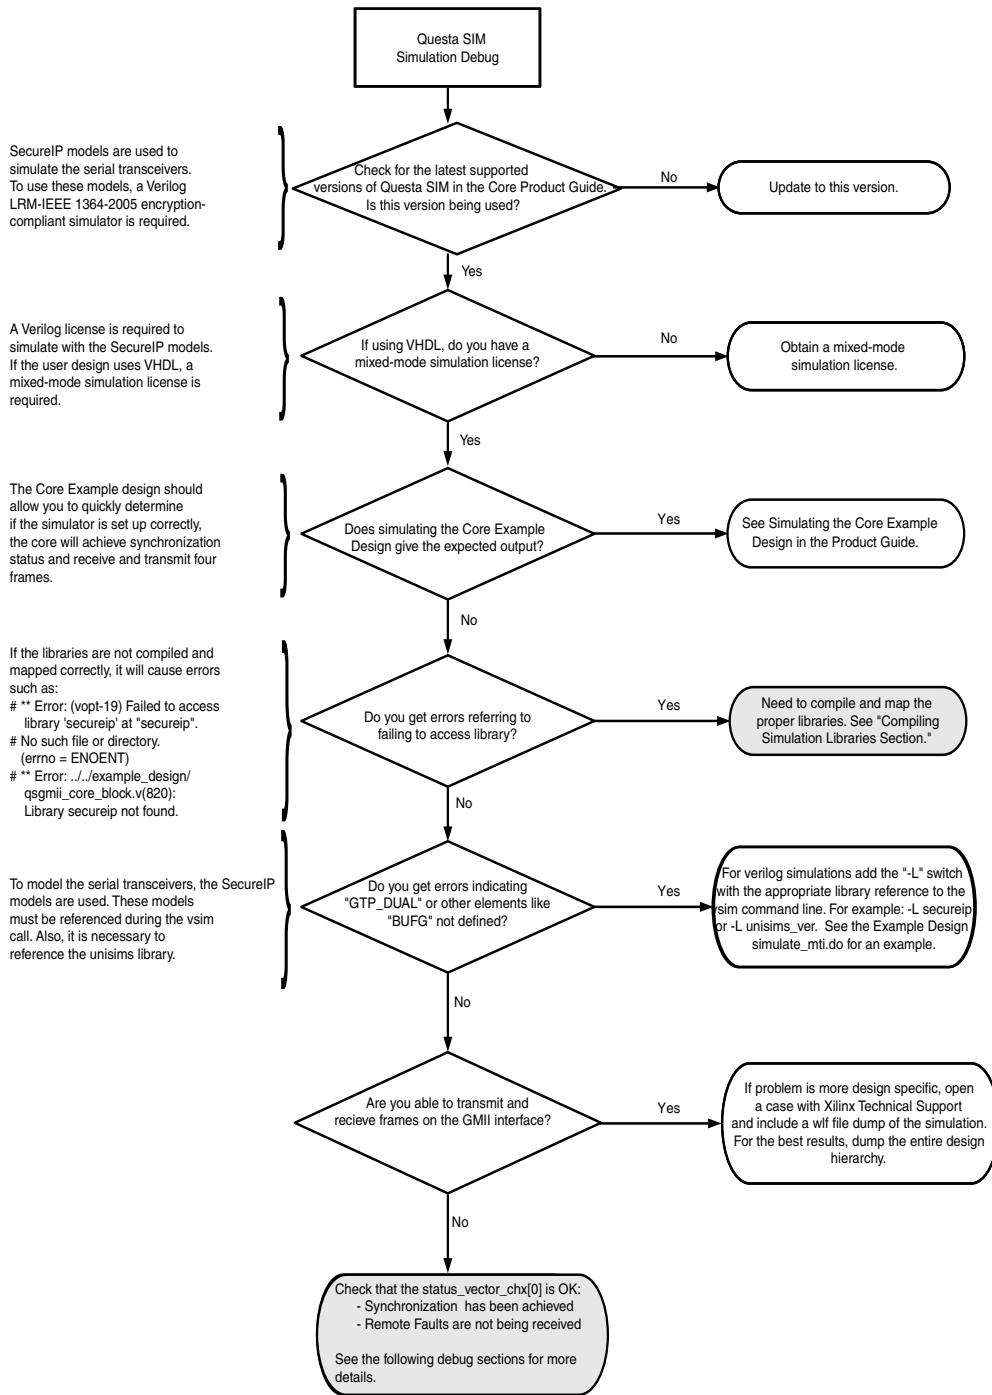 Questa SIM
Simulation Debug
SecureIP models are used to
simulate the serial transceivers.
To use these models, a Verilog
LRM-IEEE 1364-2005 encryption-
compliant simulator is required.
Check for the latest supported
versions of Questa SIM in the Core Product Guide.
Is this version being used?
No
Update to this version.
Yes
A Verilog license is required to
simulate with the SecureIP models.
If the user design uses VHDL, a
mixed-mode simulation license is
required.
If using VHDL, do you have a
mixed-mode simulation license?
No
Obtain a mixed-mode
simulation license.
Yes
The Core Example design should
allow you to quickly determine
if the simulator is set up correctly,
the core will achieve synchronization
status and receive and transmit four
frames.
Does simulating the Core Example
Design give the expected output?
Yes
See Simulating the Core Example
Design in the Product Guide.
No
If the libraries are not compiled and
mapped correctly, it will cause errors
such as:
# ** Error: (vopt-19) Failed to access
library 'secureip' at "secureip".
# No such file or directory.
(errno = ENOENT)
# ** Error: ../../example_design/
qsgmii_core_block.v(820):
Library secureip not found.
Do you get errors referring to
failing to access library?
Yes
Need to compile and map the
proper libraries. See "Compiling
Simulation Libraries Section."
No
To model the serial transceivers, the SecureIP
models are used. These models
must be referenced during the vsim
call. Also, it is necessary to
reference the unisims library.
Do you get errors indicating
"GTP_DUAL" or other elements like
"BUFG" not defined?
Yes
For verilog simulations add the "-L" switch
with the appropriate library reference to the
vsim command line. For example: -L secureip
or -L unisims_ver. See the Example Design
simulate_mti.do for an example.
No
Are you able to transmit and
recieve frames on the GMII interface?
Yes
If problem is more design specific, open
a case with Xilinx Technical Support
and include a wlf file dump of the simulation.
For the best results, dump the entire design
hierarchy.
No
Check that the status_vector_chx[0] is OK:
- Synchronization has been achieved
- Remote Faults are not being received
See the following debug sections for more
details.